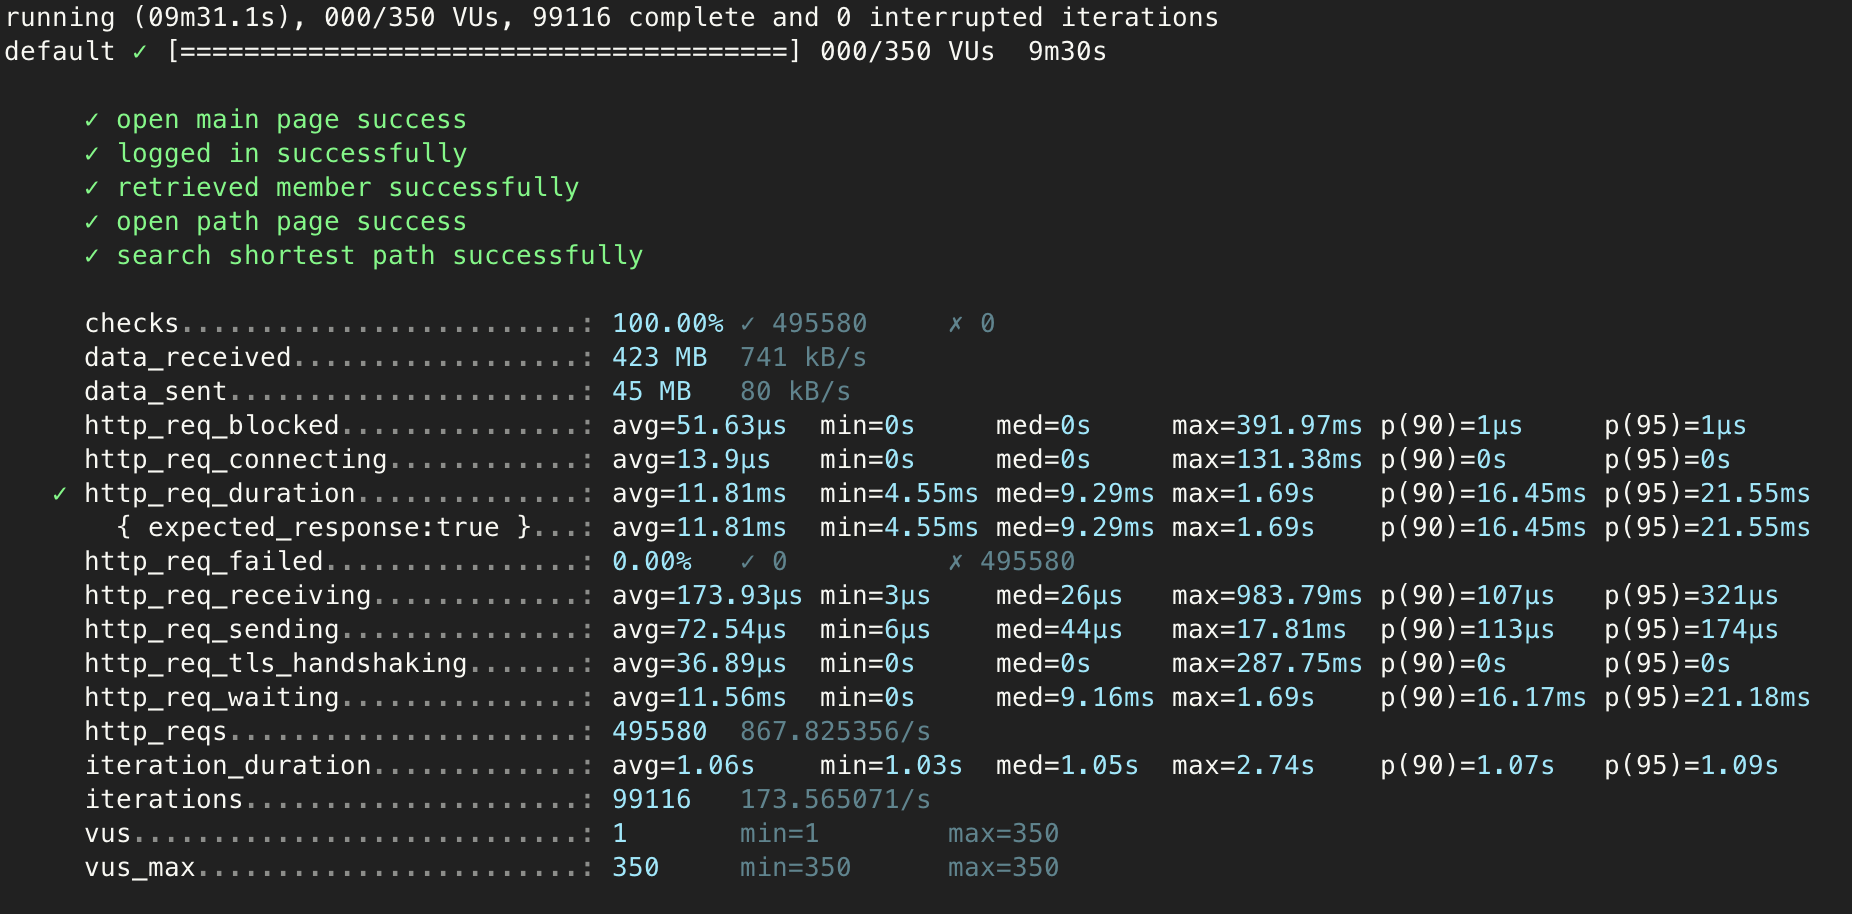 running (09m31.1s), 000/350 VUs, 99116 complete and 0 interrupted iterations
default ✓ [======================================] 000/350 VUs  9m30s

     ✓ open main page success
     ✓ logged in successfully
     ✓ retrieved member successfully
     ✓ open path page success
     ✓ search shortest path successfully

     checks.........................: 100.00% ✓ 495580     ✗ 0
     data_received..................: 423 MB  741 kB/s
     data_sent......................: 45 MB   80 kB/s
     http_req_blocked...............: avg=51.63µs  min=0s     med=0s     max=391.97ms p(90)=1µs     p(95)=1µs
     http_req_connecting............: avg=13.9µs   min=0s     med=0s     max=131.38ms p(90)=0s      p(95)=0s
   ✓ http_req_duration..............: avg=11.81ms  min=4.55ms med=9.29ms max=1.69s    p(90)=16.45ms p(95)=21.55ms
       { expected_response:true }...: avg=11.81ms  min=4.55ms med=9.29ms max=1.69s    p(90)=16.45ms p(95)=21.55ms
     http_req_failed................: 0.00%   ✓ 0          ✗ 495580
     http_req_receiving.............: avg=173.93µs min=3µs    med=26µs   max=983.79ms p(90)=107µs   p(95)=321µs
     http_req_sending...............: avg=72.54µs  min=6µs    med=44µs   max=17.81ms  p(90)=113µs   p(95)=174µs
     http_req_tls_handshaking.......: avg=36.89µs  min=0s     med=0s     max=287.75ms p(90)=0s      p(95)=0s
     http_req_waiting...............: avg=11.56ms  min=0s     med=9.16ms max=1.69s    p(90)=16.17ms p(95)=21.18ms
     http_reqs......................: 495580  867.825356/s
     iteration_duration.............: avg=1.06s    min=1.03s  med=1.05s  max=2.74s    p(90)=1.07s   p(95)=1.09s
     iterations.....................: 99116   173.565071/s
     vus............................: 1       min=1        max=350
     vus_max........................: 350     min=350      max=350